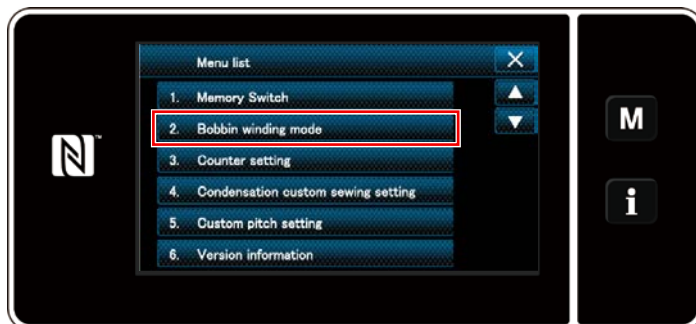 Menu list
1. Memory Switch
2. Bobbin winding mode
3. Counter setting
4. Condensation custom sewing setting
5. Custom pitch setting
6. Version information
M
i